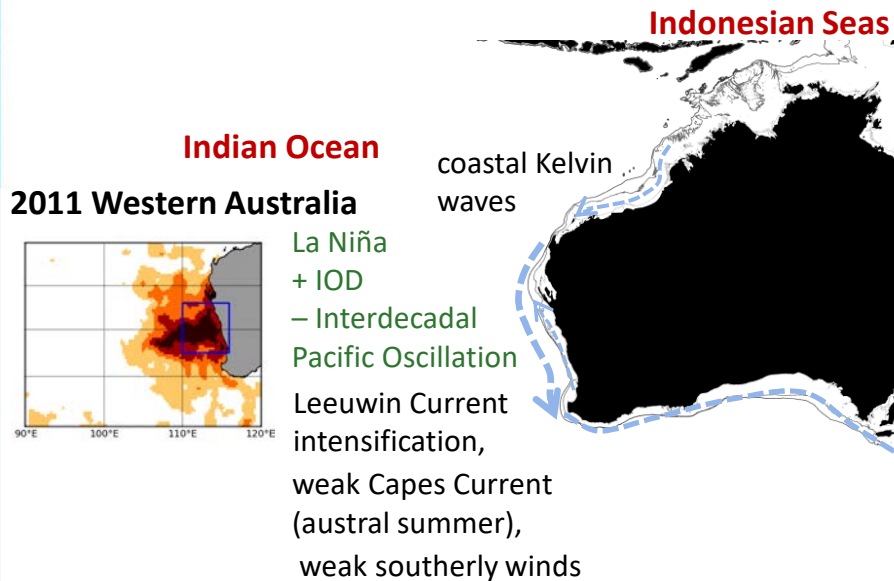 Indonesian Seas
Indian Ocean
coastal Kelvin
waves
2011 Western Australia
La Niña
+ IOD
– Interdecadal
Pacific Oscillation
Leeuwin Current
intensification,
weak Capes Current
(austral summer),
weak southerly winds
90°E 100°E 110°E 120°E